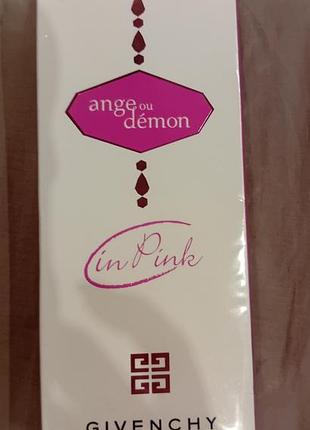 ange ou
démon
in Pink
GIVENCHY